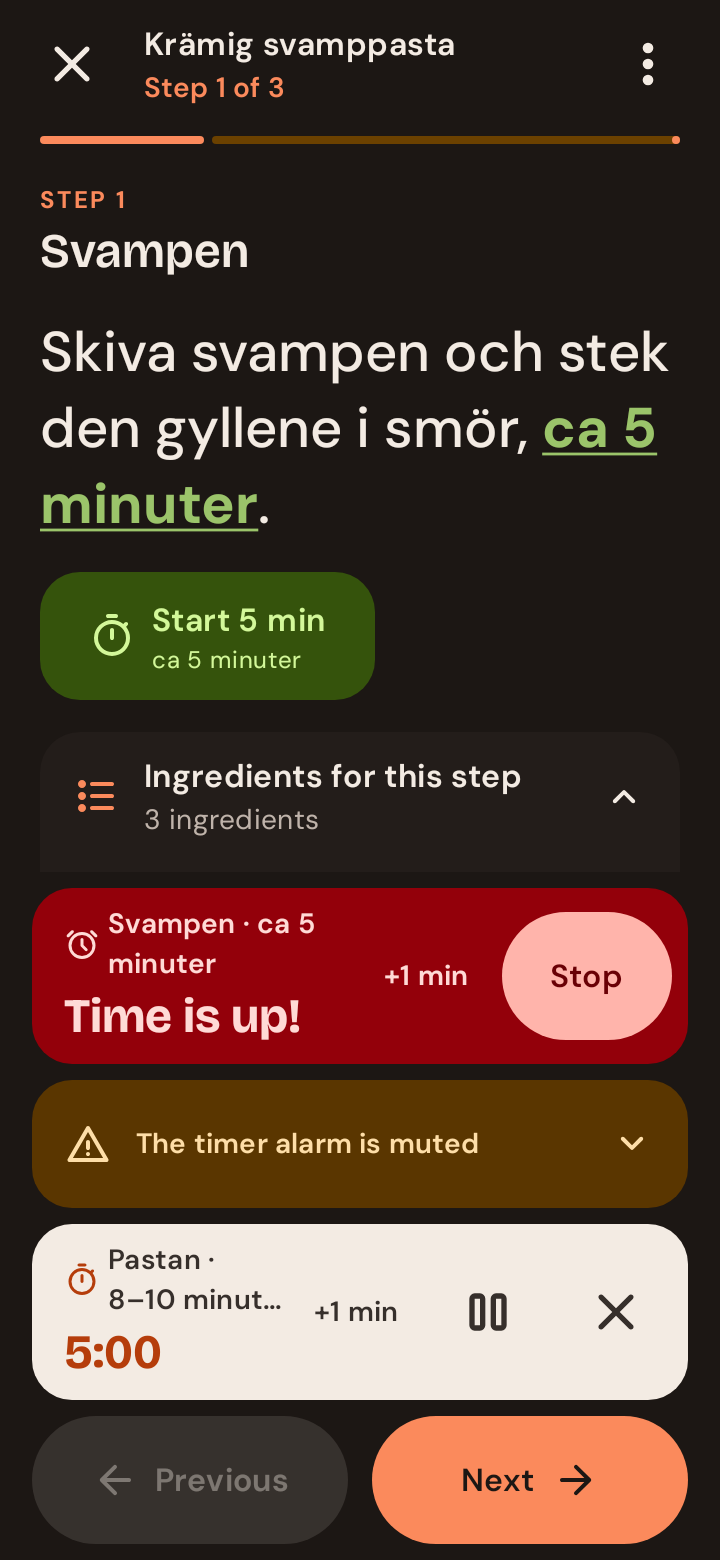 Krämig svamppasta
Step 1 of 3
STEP 1
Svampen
Skiva svampen och stek
den gyllene i smör, ca 5
minuter.
Start 5 min
ca 5 minuter
Ingredients for this step
3 ingredients
Svampen · ca 5
minuter
Time is up!
+1 min
Stop
The timer alarm is muted
Pastan ·
8–10 minut…
5:00
+1 min
Previous
Next